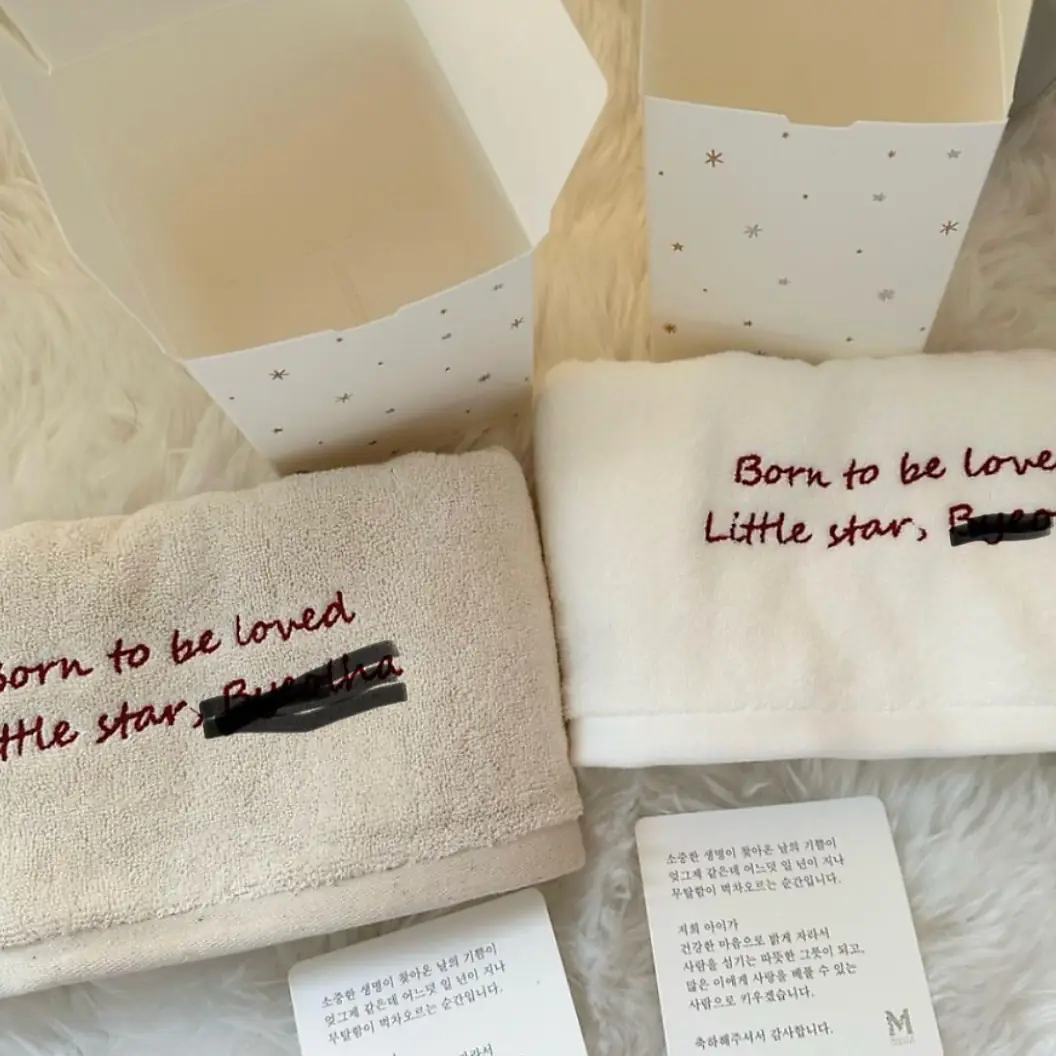 Born to be loved
ttle star,
Born to be love
Little star,
소중한 생명이 찾아온 날의 기쁨이
엊그제 같은데 어느덧 일 년이 지나
무탈함이 벅차오르는 순간입니다.
소중한 생명이 찾아온 날의 기쁨이
엊그제 같은데 어느덧 일 년이 지나
무탈함이 벅차오르는 순간입니다.
저희 아이가
건강한 마음으로 밝게 자라서
사람을 섬기는 따뜻한 그릇이 되고,
많은 이에게 사랑을 베풀 수 있는
사람으로 키우겠습니다.
축하해주셔서 감사합니다.
M